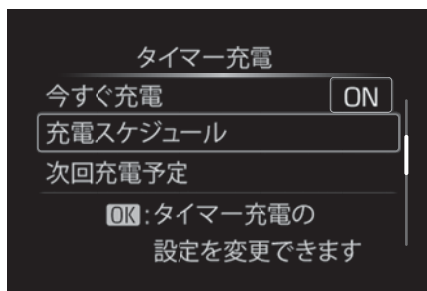 タイマー充電
今すぐ充電 ON
充電スケジュール
次回充電予定
OK:タイマー充電の
設定を変更できます